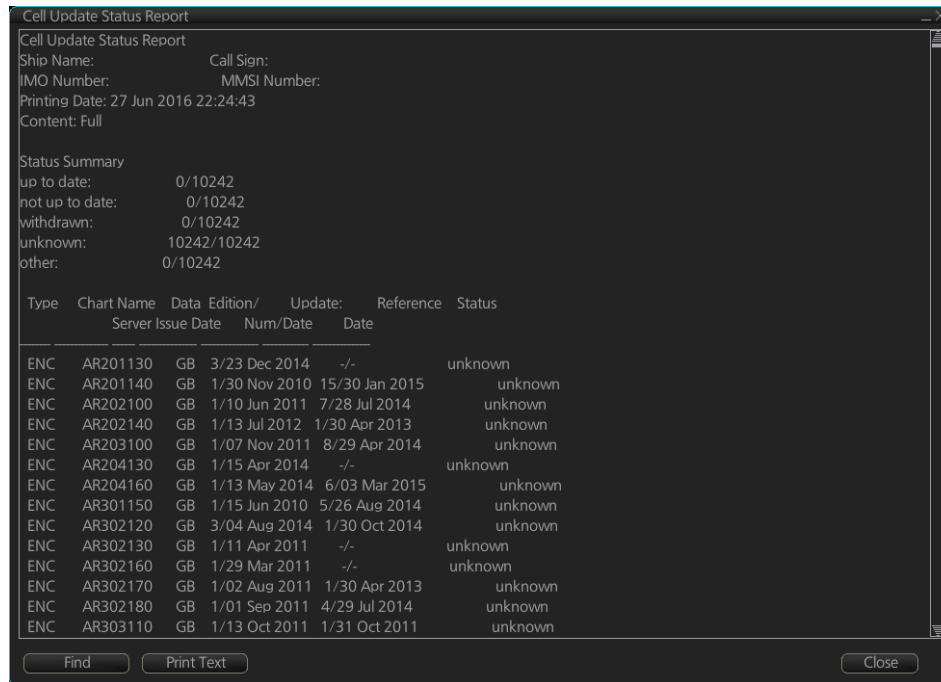 Cell Update Status Report
Cell Update Status Report
Ship Name: Call Sign:
IMO Number: MMSI Number:
Printing Date: 27 Jun 2016 22:24:43
Content: Full
Status Summary
up to date: 0/10242
not up to date: 0/10242
withdrawn: 0/10242
unknown: 10242/10242
other: 0/10242
Type Chart Name Data Edition/ Update: Reference Status
Server Issue Date Num/Date Date
ENC AR201130 GB 3/23 Dec 2014 -/- unknown
ENC AR201140 GB 1/30 Nov 2010 15/30 Jan 2015 unknown
ENC AR202100 GB 1/10 Jun 2011 7/28 Jul 2014 unknown
ENC AR202140 GB 1/13 Jul 2012 1/30 Apr 2013 unknown
ENC AR203100 GB 1/07 Nov 2011 8/29 Apr 2014 unknown
ENC AR204130 GB 1/15 Apr 2014 -/- unknown
ENC AR204160 GB 1/13 May 2014 6/03 Mar 2015 unknown
ENC AR301150 GB 1/15 Jun 2010 5/26 Aug 2014 unknown
ENC AR302120 GB 3/04 Aug 2014 1/30 Oct 2014 unknown
ENC AR302130 GB 1/11 Apr 2011 -/- unknown
ENC AR302160 GB 1/29 Mar 2011 -/- unknown
ENC AR302170 GB 1/02 Aug 2011 1/30 Apr 2013 unknown
ENC AR302180 GB 1/01 Sep 2011 4/29 Jul 2014 unknown
ENC AR303110 GB 1/13 Oct 2011 1/31 Oct 2011 unknown
Find Print Text Close